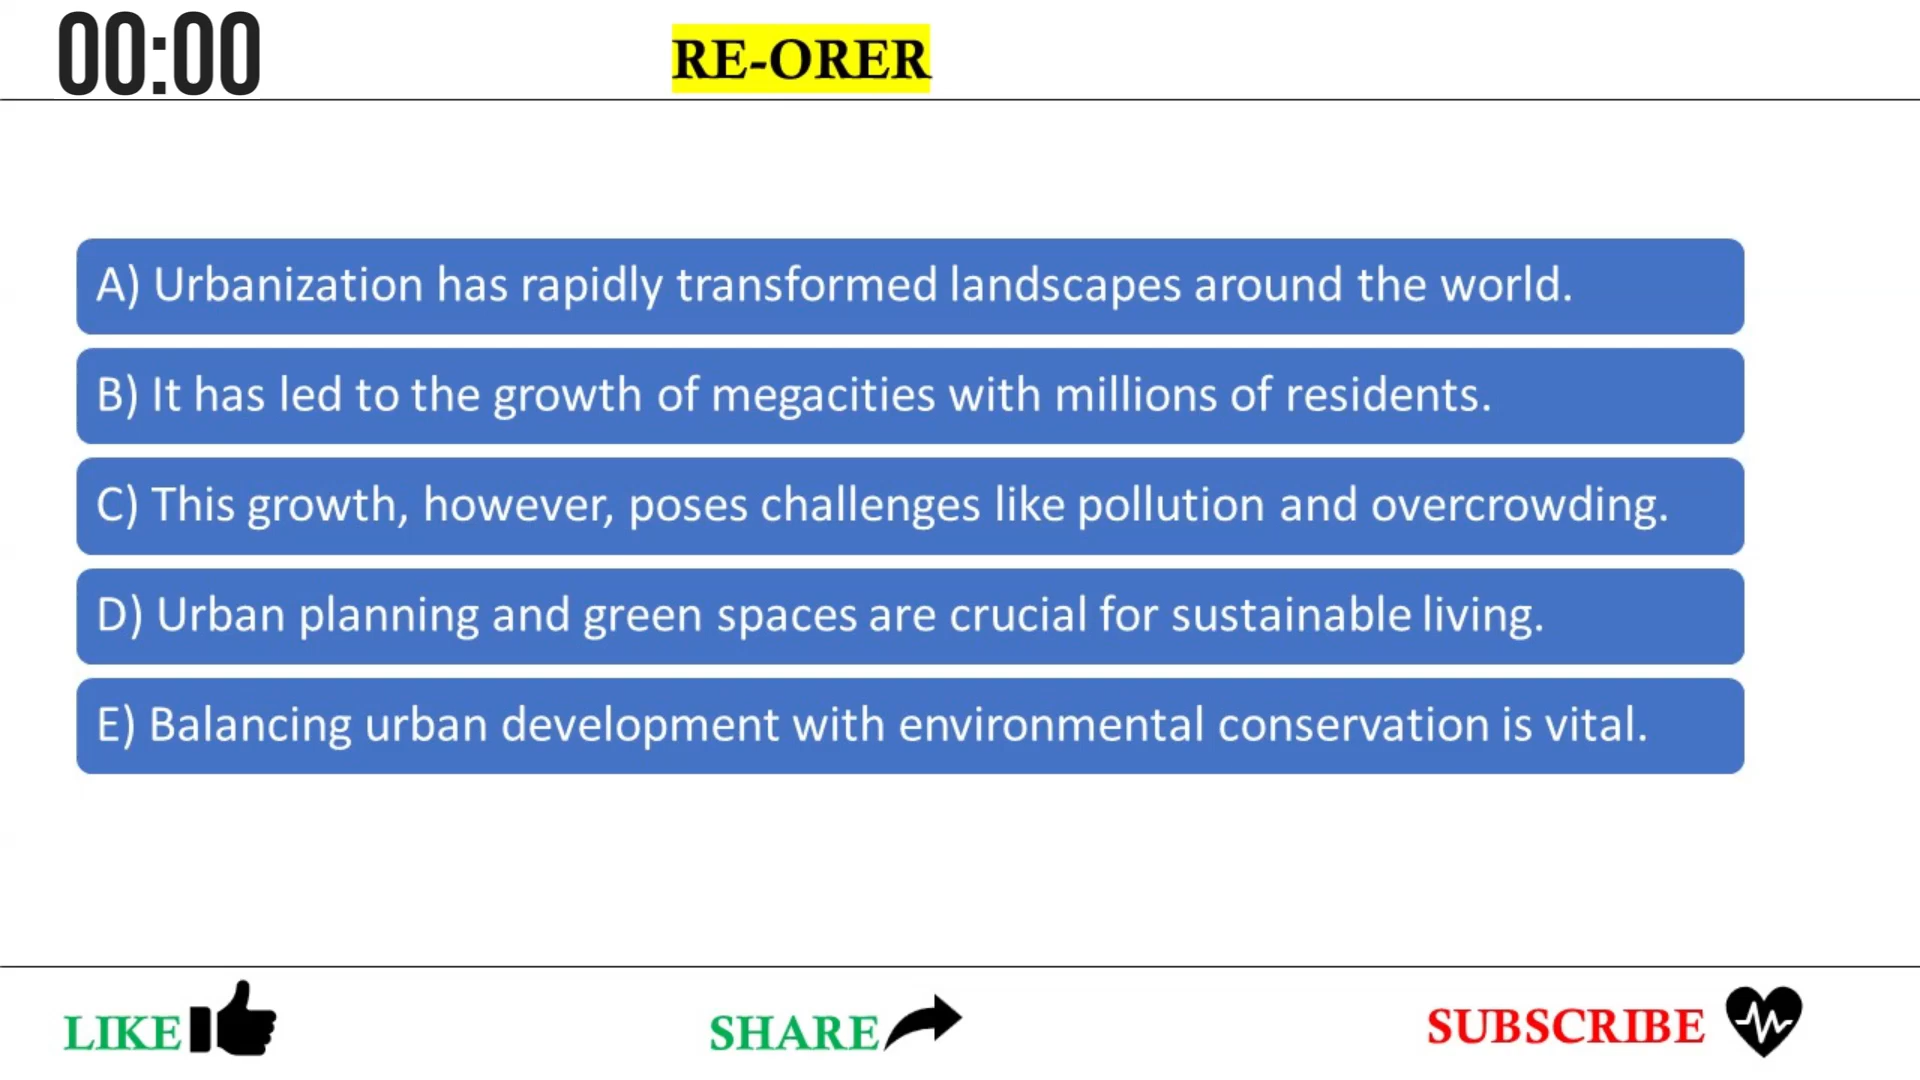 00:00
RE-ORER
A) Urbanization has rapidly transformed landscapes around the world.
B) It has led to the growth of megacities with millions of residents.
C) This growth, however, poses challenges like pollution and overcrowding.
D) Urban planning and green spaces are crucial for sustainable living.
E) Balancing urban development with environmental conservation is vital.
LIKE
SHARE
SUBSCRIBE